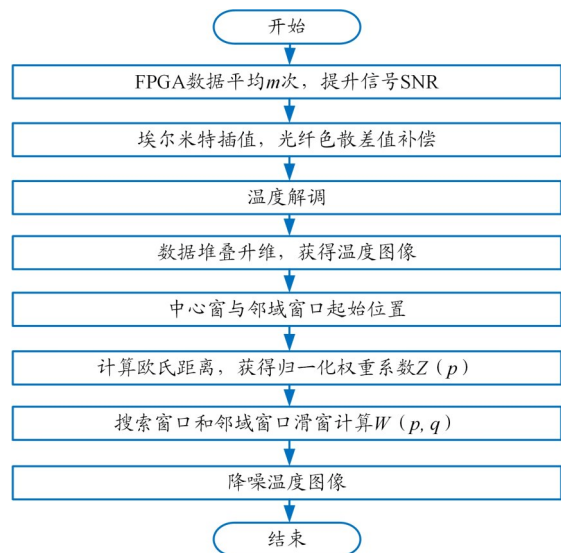 开始
FPGA数据平均m次，提升信号SNR
埃尔米特插值，光纤色散差值补偿
温度解调
数据堆叠升维，获得温度图像
中心窗与邻域窗口起始位置
计算欧氏距离，获得归一化权重系数Z（p）
搜索窗口和邻域窗口滑窗计算W（p, q）
降噪温度图像
结束